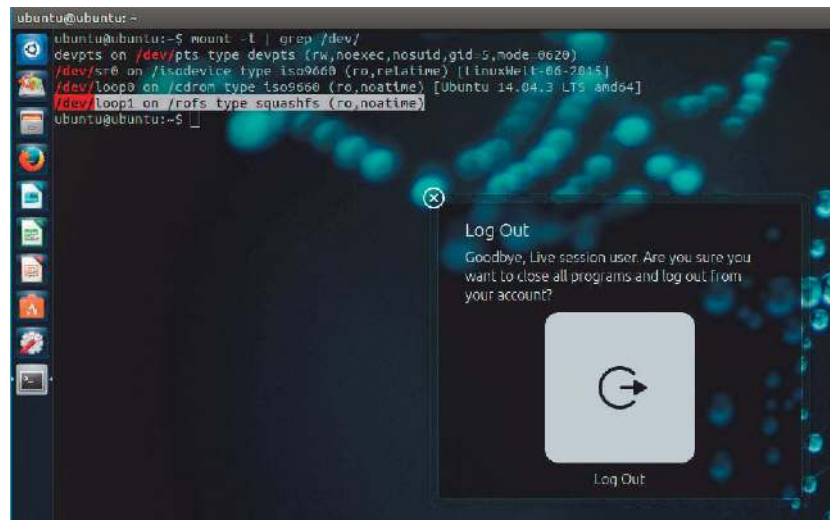 ubuntu@ubuntu: ~
ubuntu@ubuntu:~$ mount -l | grep /dev/
devpts on /dev/pts type devpts (rw,noexec,nosuid,gid=5,mode=0620)
/dev/sr0 on /isodevice type iso9660 (ro,relatime) [LinuxWelt-06-2015]
/dev/loop0 on /cdrom type iso9660 (ro,noatime) [Ubuntu 14.04.3 LTS amd64]
/dev/loop1 on /rofs type squashfs (ro,noatime)
ubuntu@ubuntu:~$
Log Out
Goodbye, Live session user. Are you sure you
want to close all programs and log out from
your account?
Log Out